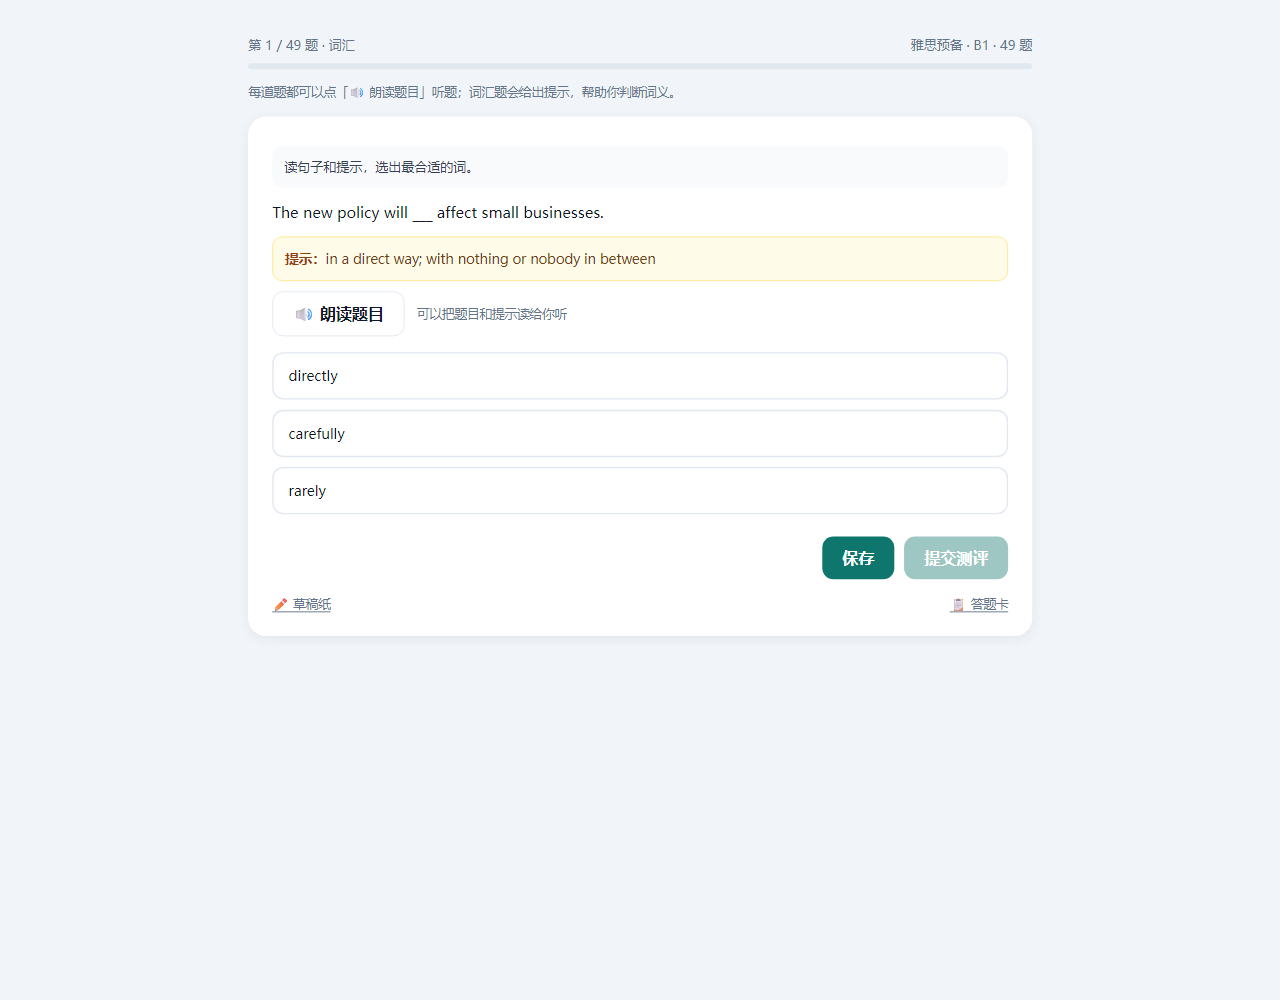 第 1 / 49 题 · 词汇
雅思预备 · B1 · 49 题
每道题都可以点「🔊 朗读题目」听题；词汇题会给出提示，帮助你判断词义。
读句子和提示，选出最合适的词。
The new policy will ___ affect small businesses.
提示：in a direct way; with nothing or nobody in between
🔊 朗读题目 可以把题目和提示读给你听
directly
carefully
rarely
保存 提交测评
✏️ 草稿纸
📋 答题卡